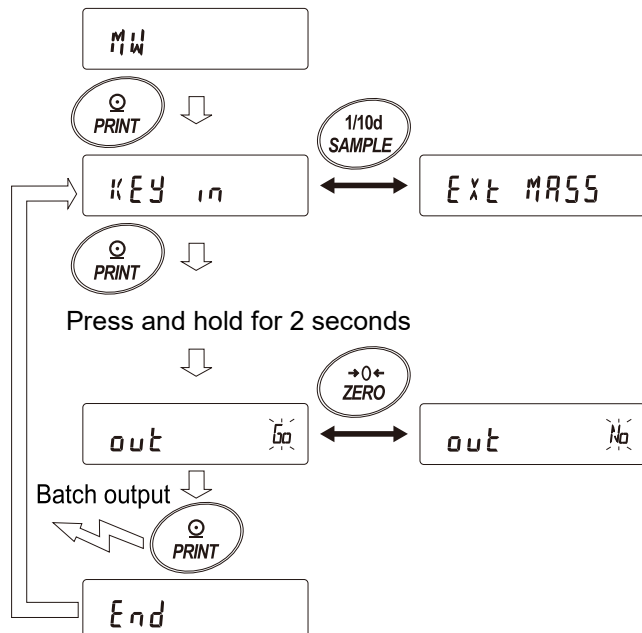 MW
PRINT
1/10d
SAMPLE
KEY in
Ext MASS
PRINT
Press and hold for 2 seconds
→0←
ZERO
out Go
out No
Batch output
PRINT
End